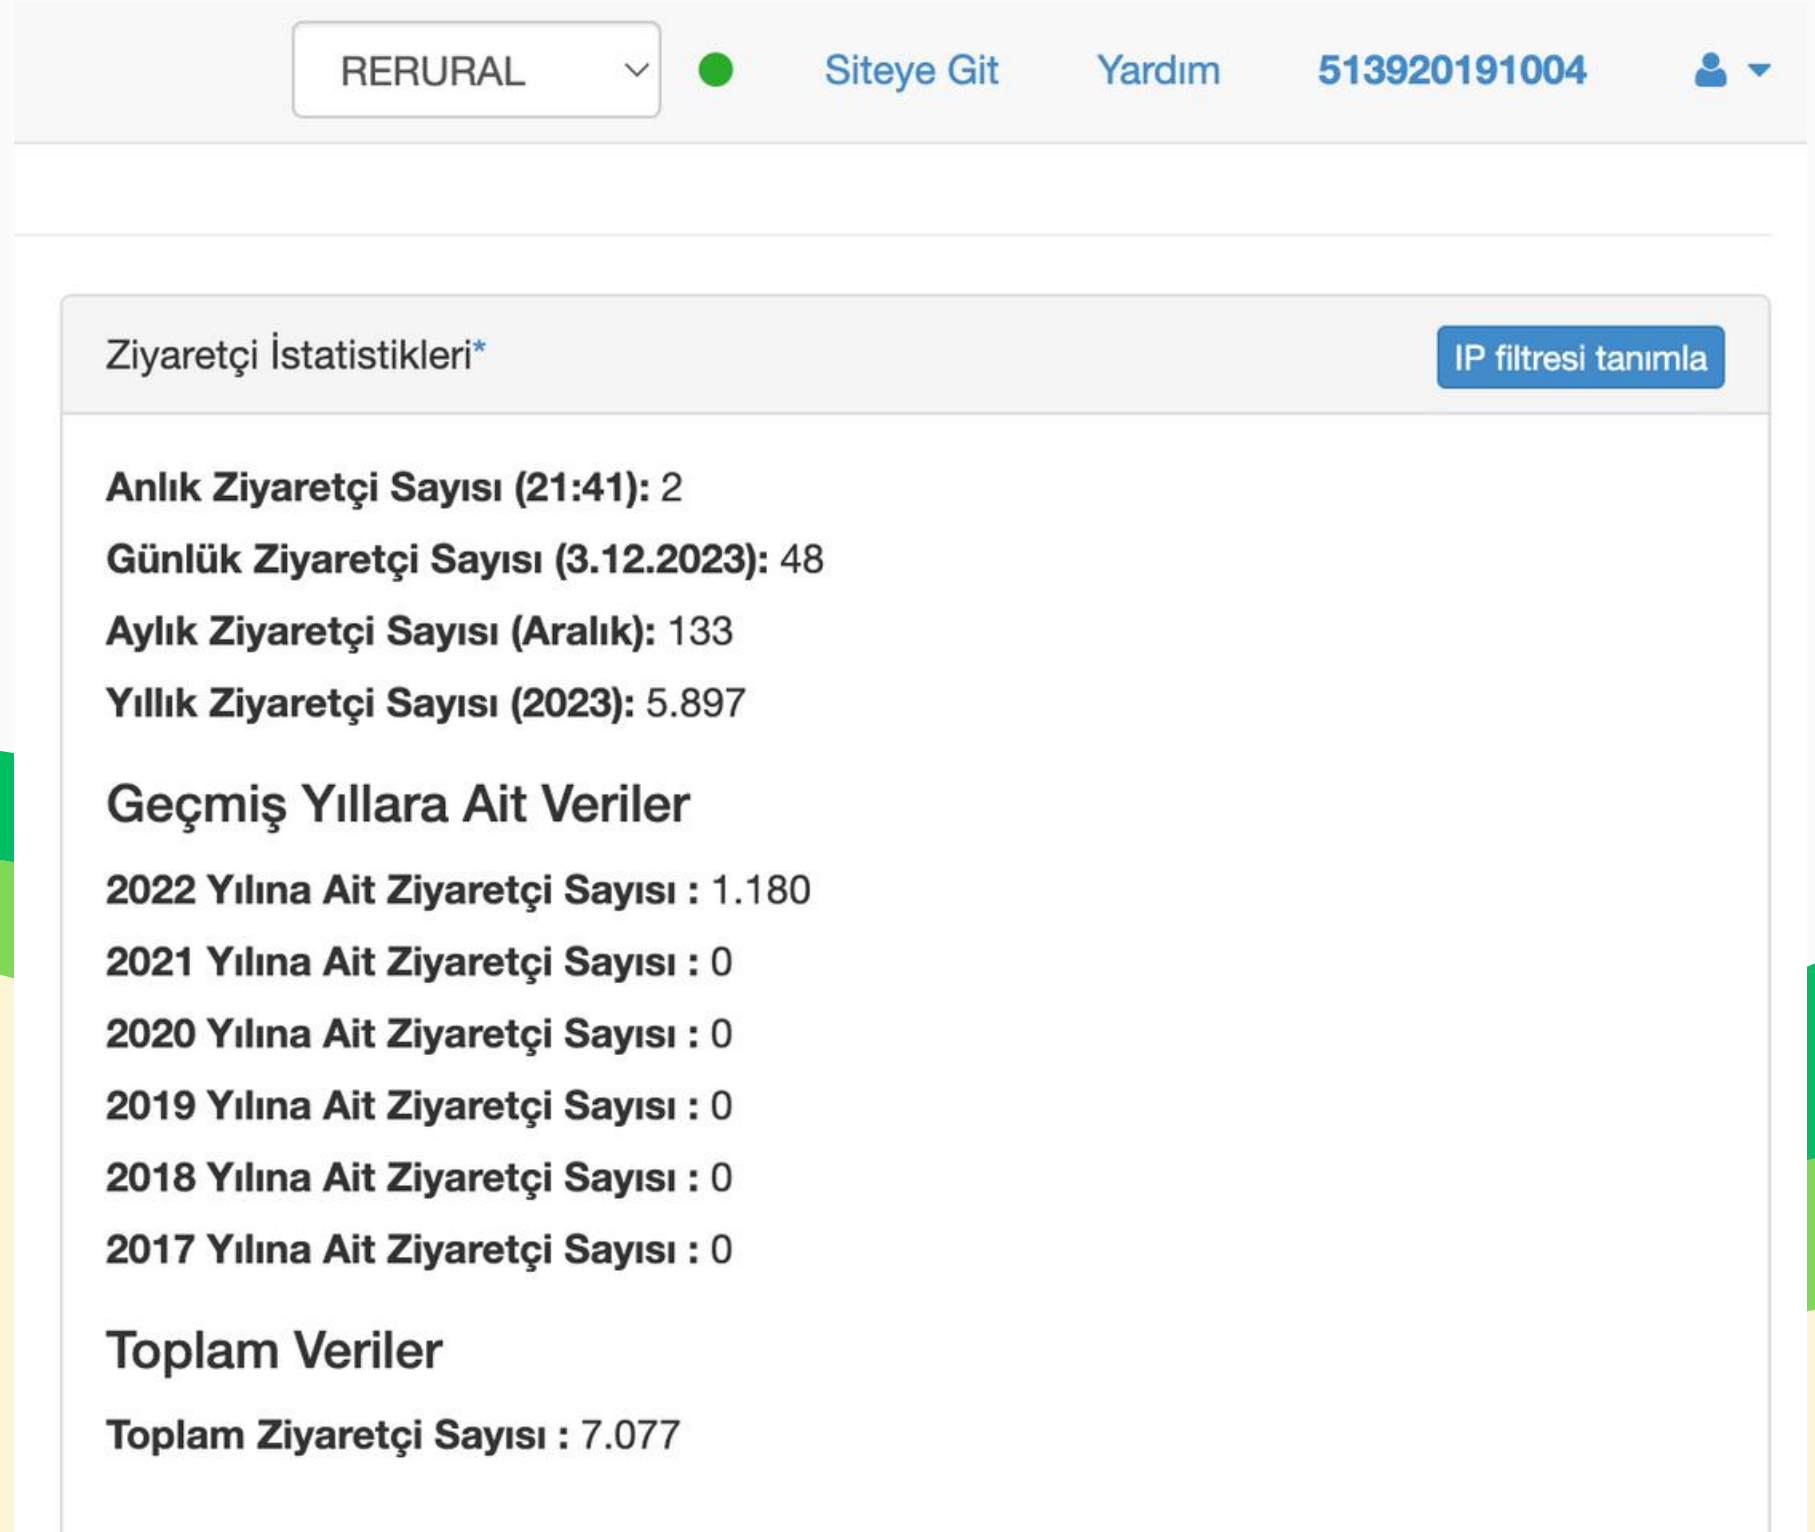 RERURAL
Siteye Git
Yardım
513920191004
Ziyaretçi İstatistikleri*
IP filtresi tanımla
Anlık Ziyaretçi Sayısı (21:41): 2
Günlük Ziyaretçi Sayısı (3.12.2023): 48
Aylık Ziyaretçi Sayısı (Aralık): 133
Yıllık Ziyaretçi Sayısı (2023): 5.897
Geçmiş Yıllara Ait Veriler
2022 Yılına Ait Ziyaretçi Sayısı : 1.180
2021 Yılına Ait Ziyaretçi Sayısı : 0
2020 Yılına Ait Ziyaretçi Sayısı : 0
2019 Yılına Ait Ziyaretçi Sayısı : 0
2018 Yılına Ait Ziyaretçi Sayısı : 0
2017 Yılına Ait Ziyaretçi Sayısı : 0
Toplam Veriler
Toplam Ziyaretçi Sayısı : 7.077